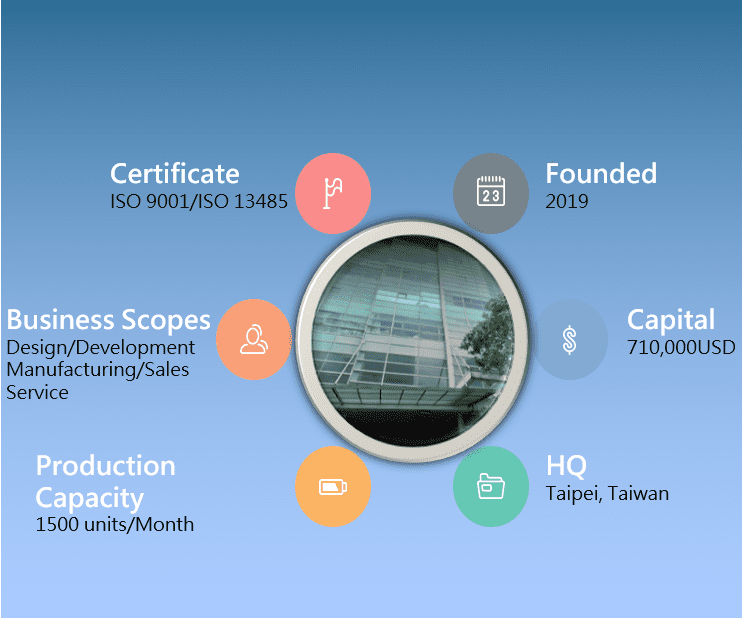 Certificate
ISO 9001/ISO 13485
Founded
2019
23
Business Scopes
Design/Development
Manufacturing/Sales
Service
$
Capital
710,000USD
Production
Capacity
1500 units/Month
HQ
Taipei, Taiwan